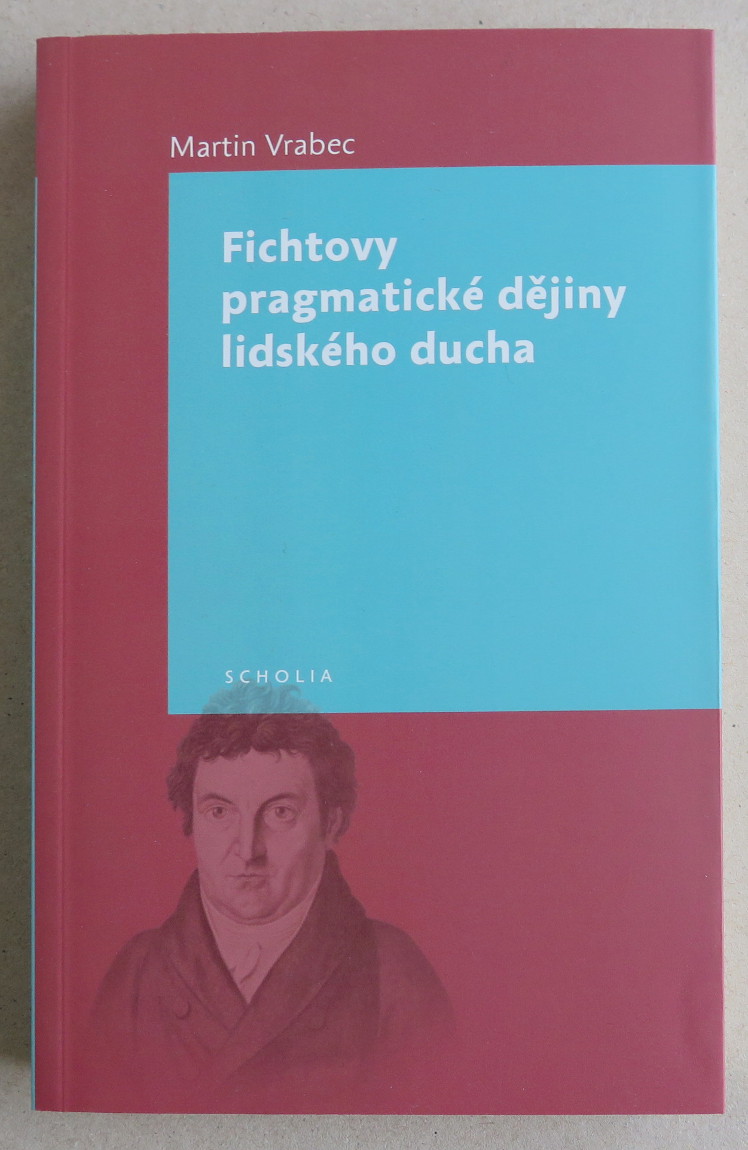 Martin Vrabec
Fichtovy
pragmatické dějiny
lidského ducha
SCHOLIA